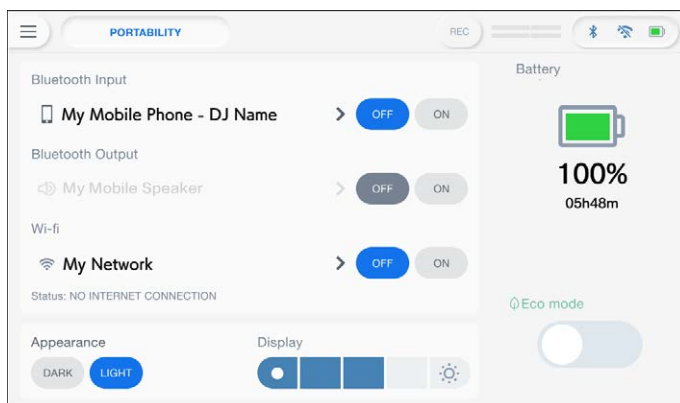 PORTABILITY
REC
Bluetooth Input
My Mobile Phone - DJ Name
OFF ON
Bluetooth Output
My Mobile Speaker
OFF ON
Wi-fi
My Network
OFF ON
Status: NO INTERNET CONNECTION
Appearance
DARK LIGHT
Display
Battery
100%
05h48m
Eco mode